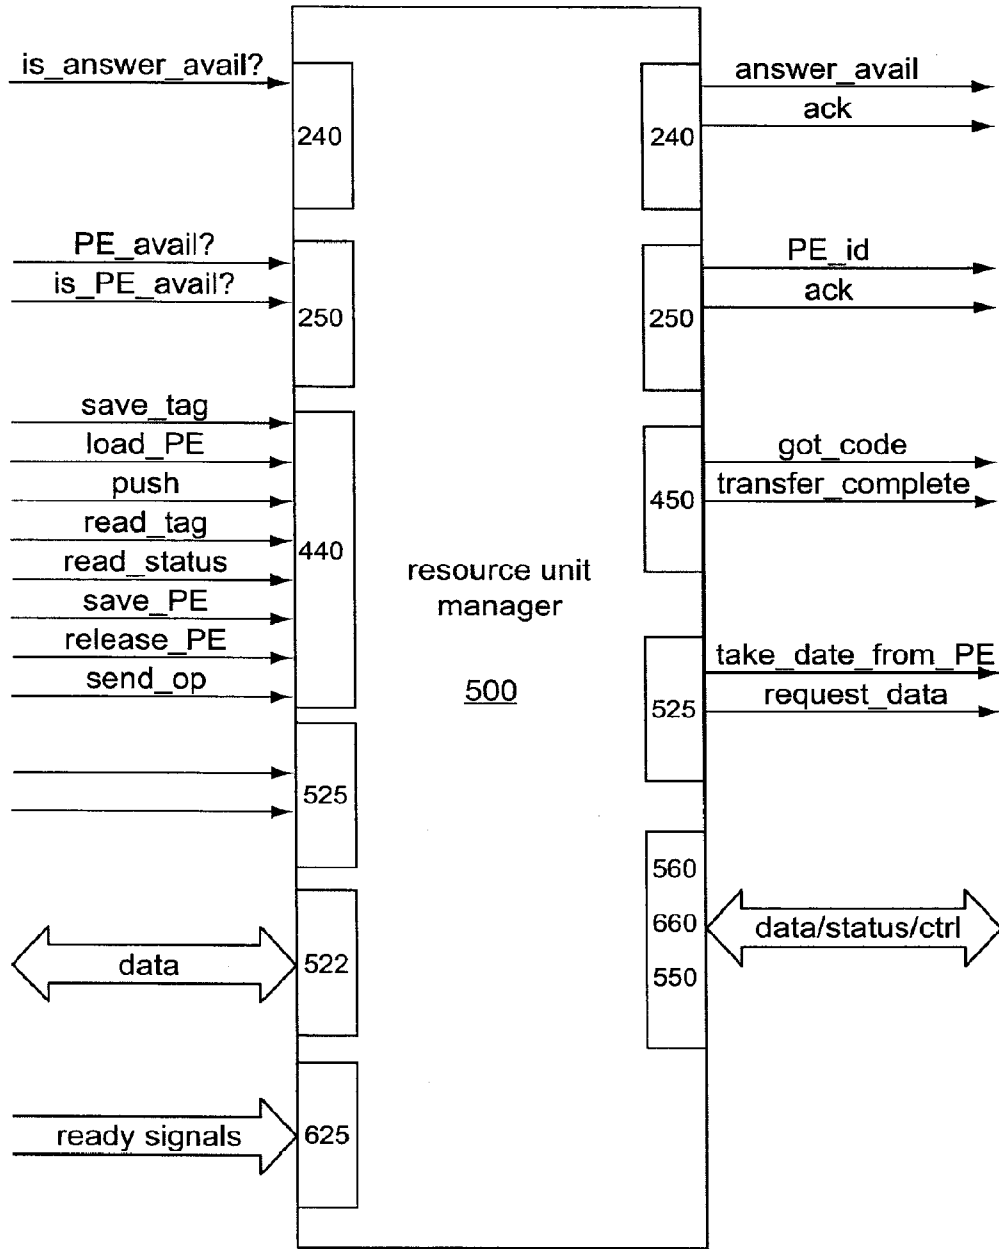 is_answer_avail?
240
PE_avail?
is_PE_avail?
250
save_tag
load_PE
push
read_tag
read_status
save_PE
release_PE
send_op
440
525
data
522
ready signals
625
resource unit
manager
500
240
answer_avail
ack
250
PE_id
ack
450
got_code
transfer_complete
525
take_date_from_PE
request_data
560
660
550
data/status/ctrl